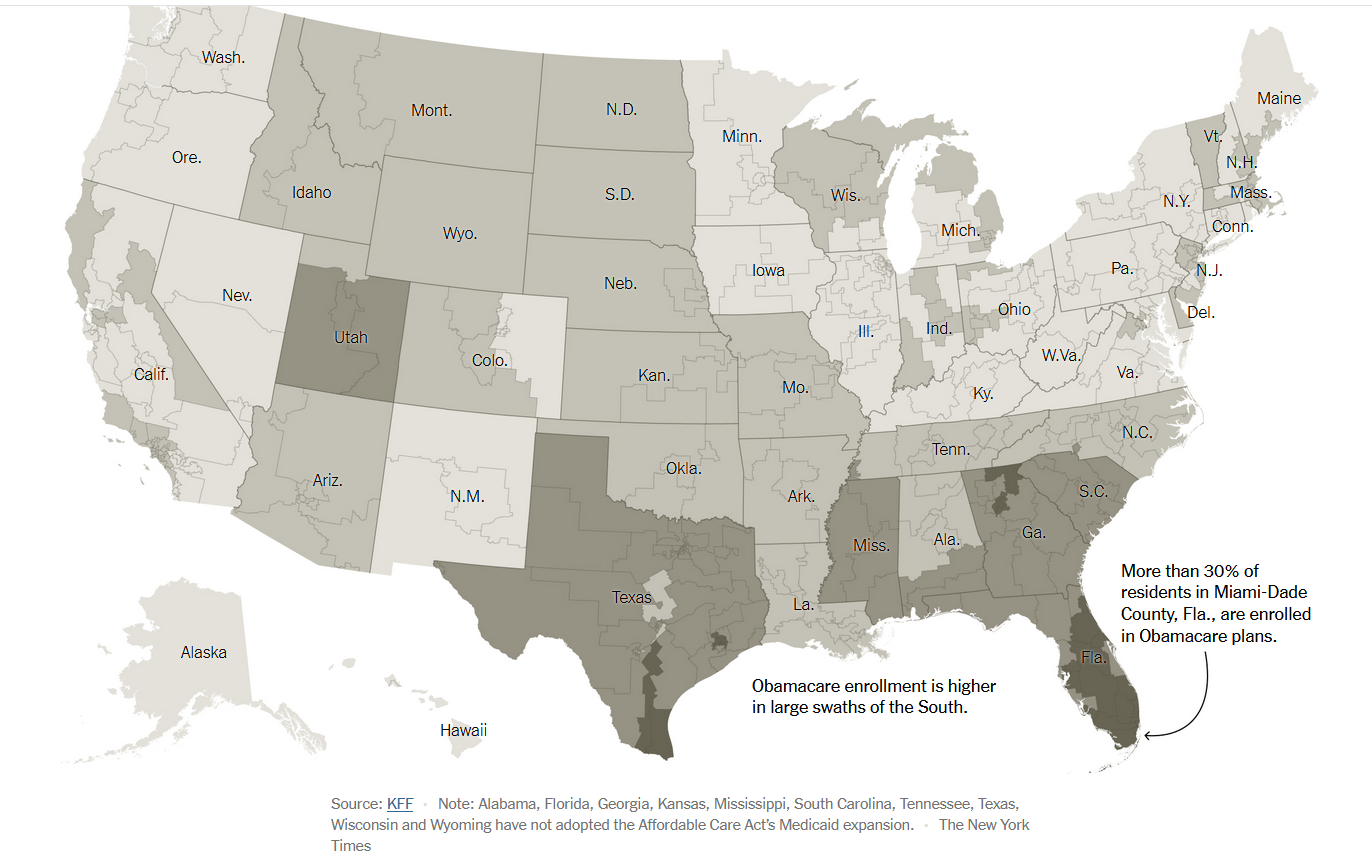 Wash.
Maine
Mont.
N.D.
Minn.
Vt.
Ore.
N.H.
Idaho
S.D.
Wis.
Mass.
N.Y.
Wyo.
Mich.
Conn.
Iowa
Pa.
N.J.
Neb.
Nev.
Ohio
Del.
Utah
Ill.
Ind.
Colo.
W.Va.
Calif.
Kan.
Mo.
Va.
Ky.
N.C.
Tenn.
Okla.
Ariz.
N.M.
Ark.
S.C.
Miss.
Ala.
Ga.
Texas
La.
More than 30% of
residents in Miami-Dade
County, Fla., are enrolled
in Obamacare plans.
Alaska
Fla.
Obamacare enrollment is higher
in large swaths of the South.
Hawaii
Source: KFF • Note: Alabama, Florida, Georgia, Kansas, Mississippi, South Carolina, Tennessee, Texas,
Wisconsin and Wyoming have not adopted the Affordable Care Act’s Medicaid expansion. • The New York
Times